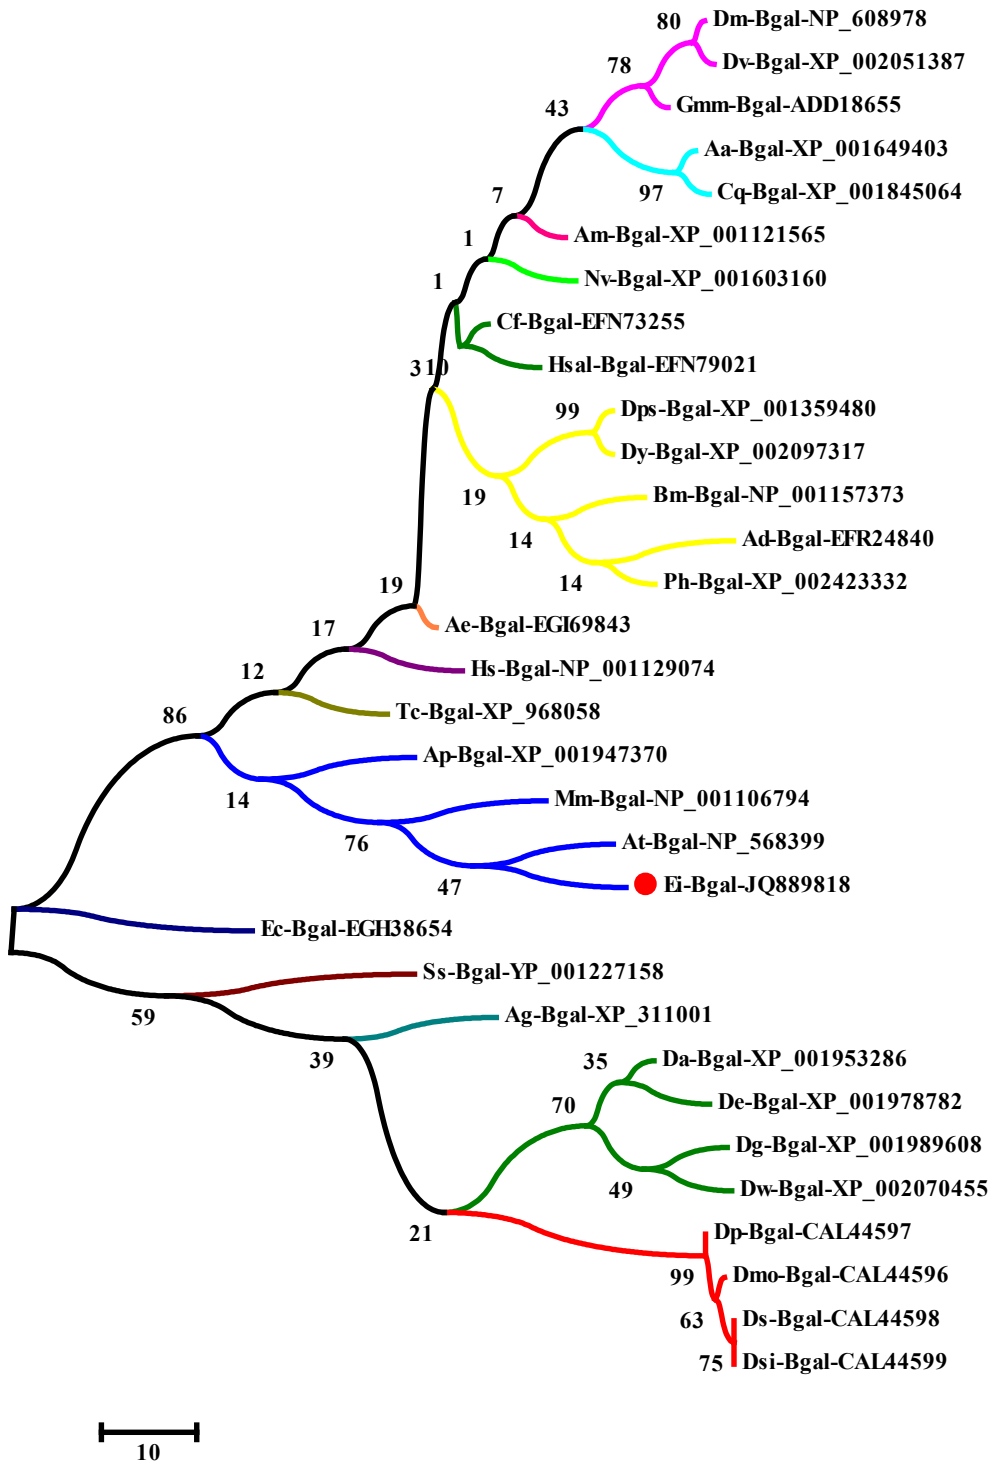 80
Dm-Bgal-NP_608978
Dv-Bgal-XP_002051387
78
Gmm-Bgal-ADD18655
43
Aa-Bgal-XP_001649403
97
Cq-Bgal-XP_001845064
7
Am-Bgal-XP_001121565
1
Nv-Bgal-XP_001603160
1
Cf-Bgal-EFN73255
Hsal-Bgal-EFN79021
3
10
99
Dps-Bgal-XP_001359480
Dy-Bgal-XP_002097317
19
Bm-Bgal-NP_001157373
14
Ad-Bgal-EFR24840
14
Ph-Bgal-XP_002423332
19
Ae-Bgal-EGI69843
17
Hs-Bgal-NP_001129074
12
Tc-Bgal-XP_968058
86
Ap-Bgal-XP_001947370
14
Mm-Bgal-NP_001106794
76
At-Bgal-NP_568399
47
Ei-Bgal-JQ889818
Ec-Bgal-EGH38654
Ss-Bgal-YP_001227158
59
Ag-Bgal-XP_311001
39
35
Da-Bgal-XP_001953286
De-Bgal-XP_001978782
70
Dg-Bgal-XP_001989608
49
Dw-Bgal-XP_002070455
21
Dp-Bgal-CAL44597
99
Dmo-Bgal-CAL44596
63
Ds-Bgal-CAL44598
75
Dsi-Bgal-CAL44599
10